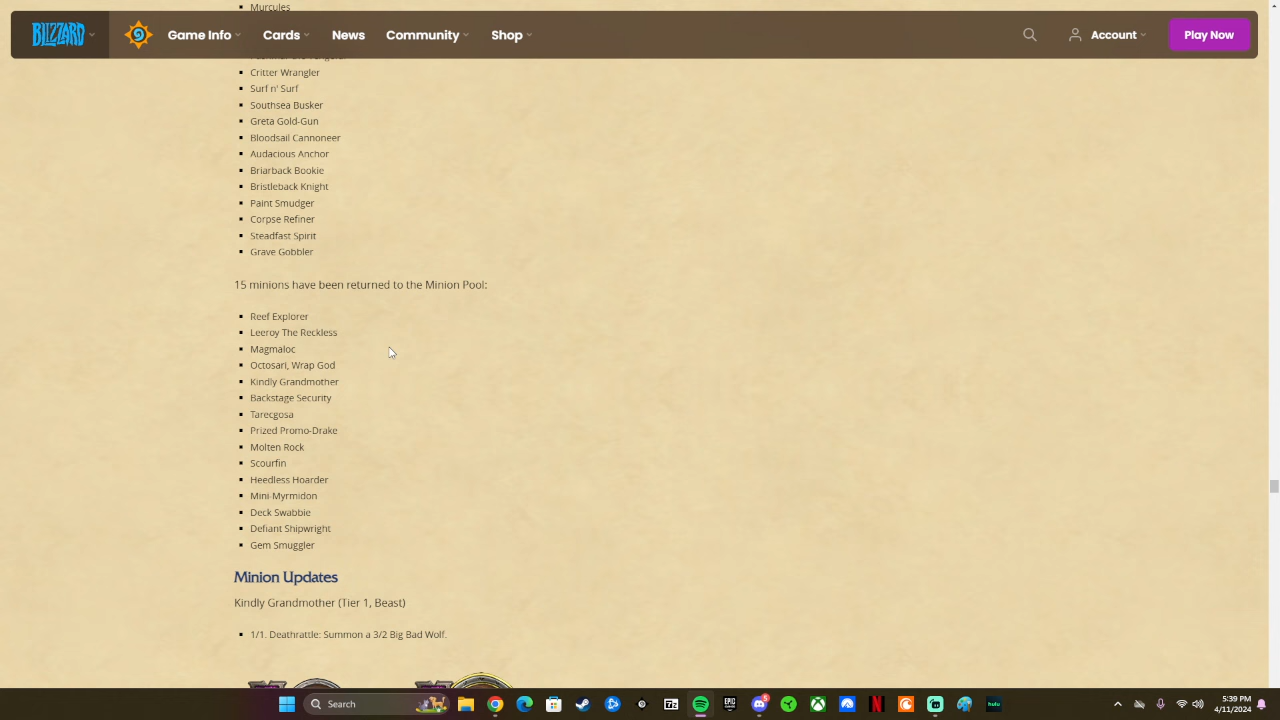 Murcules
BLIZZARD Game Info Cards News Community Shop Account Play Now
Critter Wrangler
Surf n' Surf
Southsea Busker
Greta Gold-Gun
Bloodsail Cannoneer
Audacious Anchor
Briarback Bookie
Bristleback Knight
Paint Smudger
Corpse Refiner
Steadfast Spirit
Grave Gobbler
15 minions have been returned to the Minion Pool:
Reef Explorer
Leeroy The Reckless
Magmaloc
Octosari, Wrap God
Kindly Grandmother
Backstage Security
Tarecgosa
Prized Promo-Drake
Molten Rock
Scourfin
Heedless Hoarder
Mini-Myrmidon
Deck Swabbie
Defiant Shipwright
Gem Smuggler
Minion Updates
Kindly Grandmother (Tier 1, Beast)
1/1. Deathrattle: Summon a 3/2 Big Bad Wolf.
Search
TZ
EPIC
hulu
5:39 PM
4/11/2024